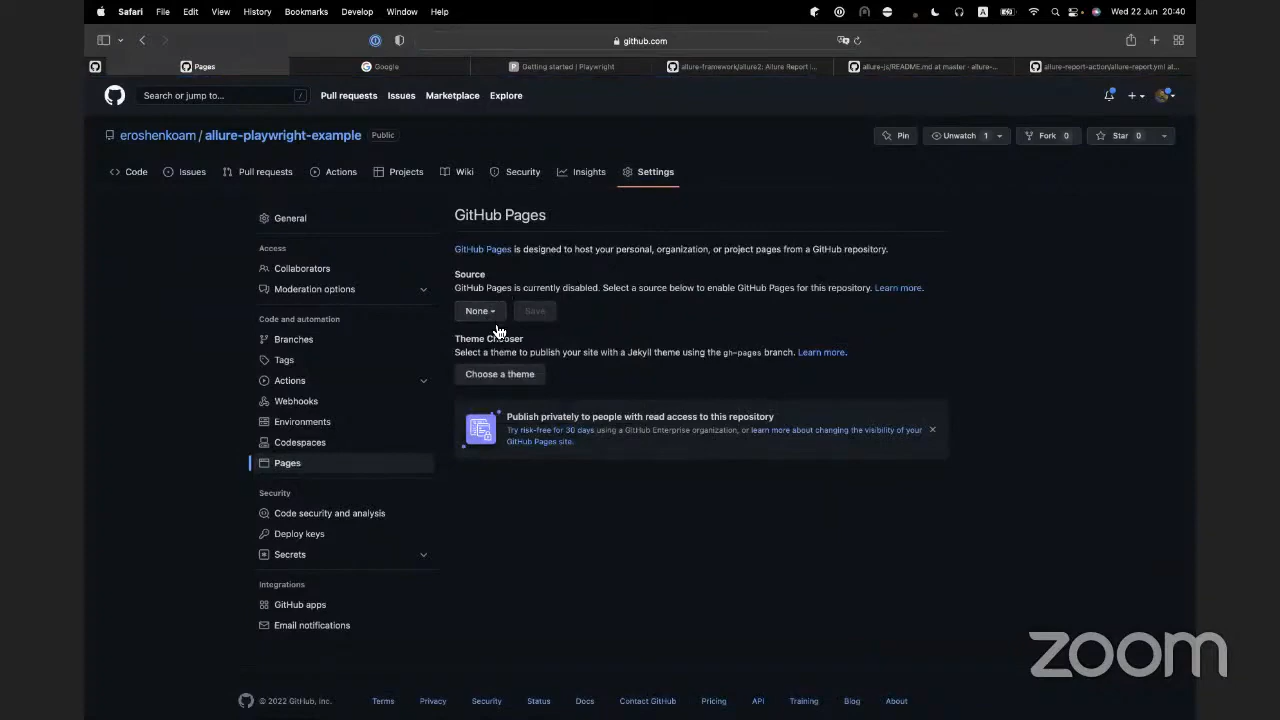 Safari File Edit View History Bookmarks Develop Window Help A Wed 22 Jun 20:40
github.com
Pages Google Getting started | Playwright allure-framework/allure2: Allure Report i... allure-js/README.md at master · allure-... allure-report-action/allure-report.yml at...
Search or jump to... / Pull requests Issues Marketplace Explore
eroshenkoam / allure-playwright-example Public Pin Unwatch 1 Fork 0 Star 0
Code Issues Pull requests Actions Projects Wiki Security Insights Settings
General
Access
Collaborators
Moderation options
Code and automation
Branches
Tags
Actions
Webhooks
Environments
Codespaces
Pages
Security
Code security and analysis
Deploy keys
Secrets
Integrations
GitHub apps
Email notifications
GitHub Pages
GitHub Pages is designed to host your personal, organization, or project pages from a GitHub repository.
Source
GitHub Pages is currently disabled. Select a source below to enable GitHub Pages for this repository. Learn more.
None Save
Theme Chooser
Select a theme to publish your site with a Jekyll theme using the gh-pages branch. Learn more.
Choose a theme
Publish privately to people with read access to this repository
Try risk-free for 30 days using a GitHub Enterprise organization, or learn more about changing the visibility of your
GitHub Pages site.
zoom
© 2022 GitHub, Inc. Terms Privacy Security Status Docs Contact GitHub Pricing API Training Blog About